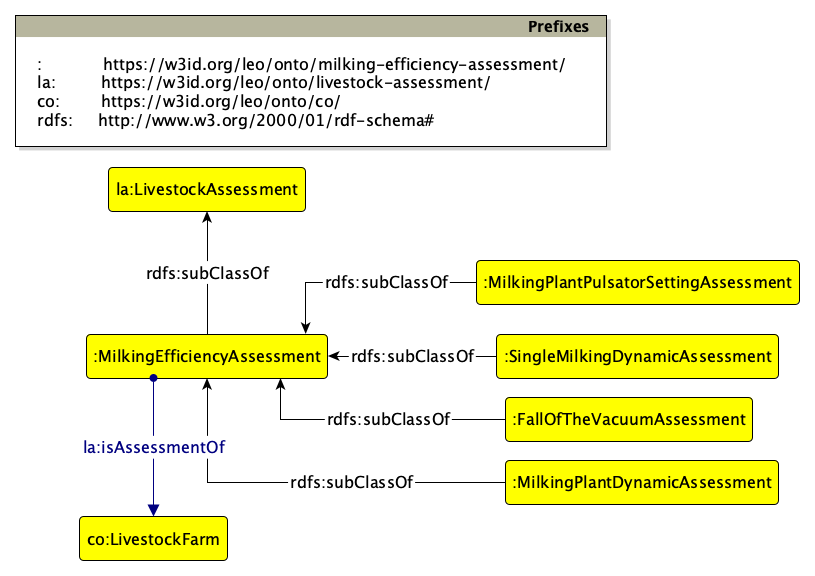 Prefixes
: https://w3id.org/leo/onto/milking-efficiency-assessment/
la: https://w3id.org/leo/onto/livestock-assessment/
co: https://w3id.org/leo/onto/co/
rdfs: http://www.w3.org/2000/01/rdf-schema#
la:LivestockAssessment
rdfs:subClassOf
rdfs:subClassOf
:MilkingPlantPulsatorSettingAssessment
:MilkingEfficiencyAssessment
rdfs:subClassOf
:SingleMilkingDynamicAssessment
rdfs:subClassOf
:FallOfTheVacuumAssessment
la:isAssessmentOf
rdfs:subClassOf
:MilkingPlantDynamicAssessment
co:LivestockFarm